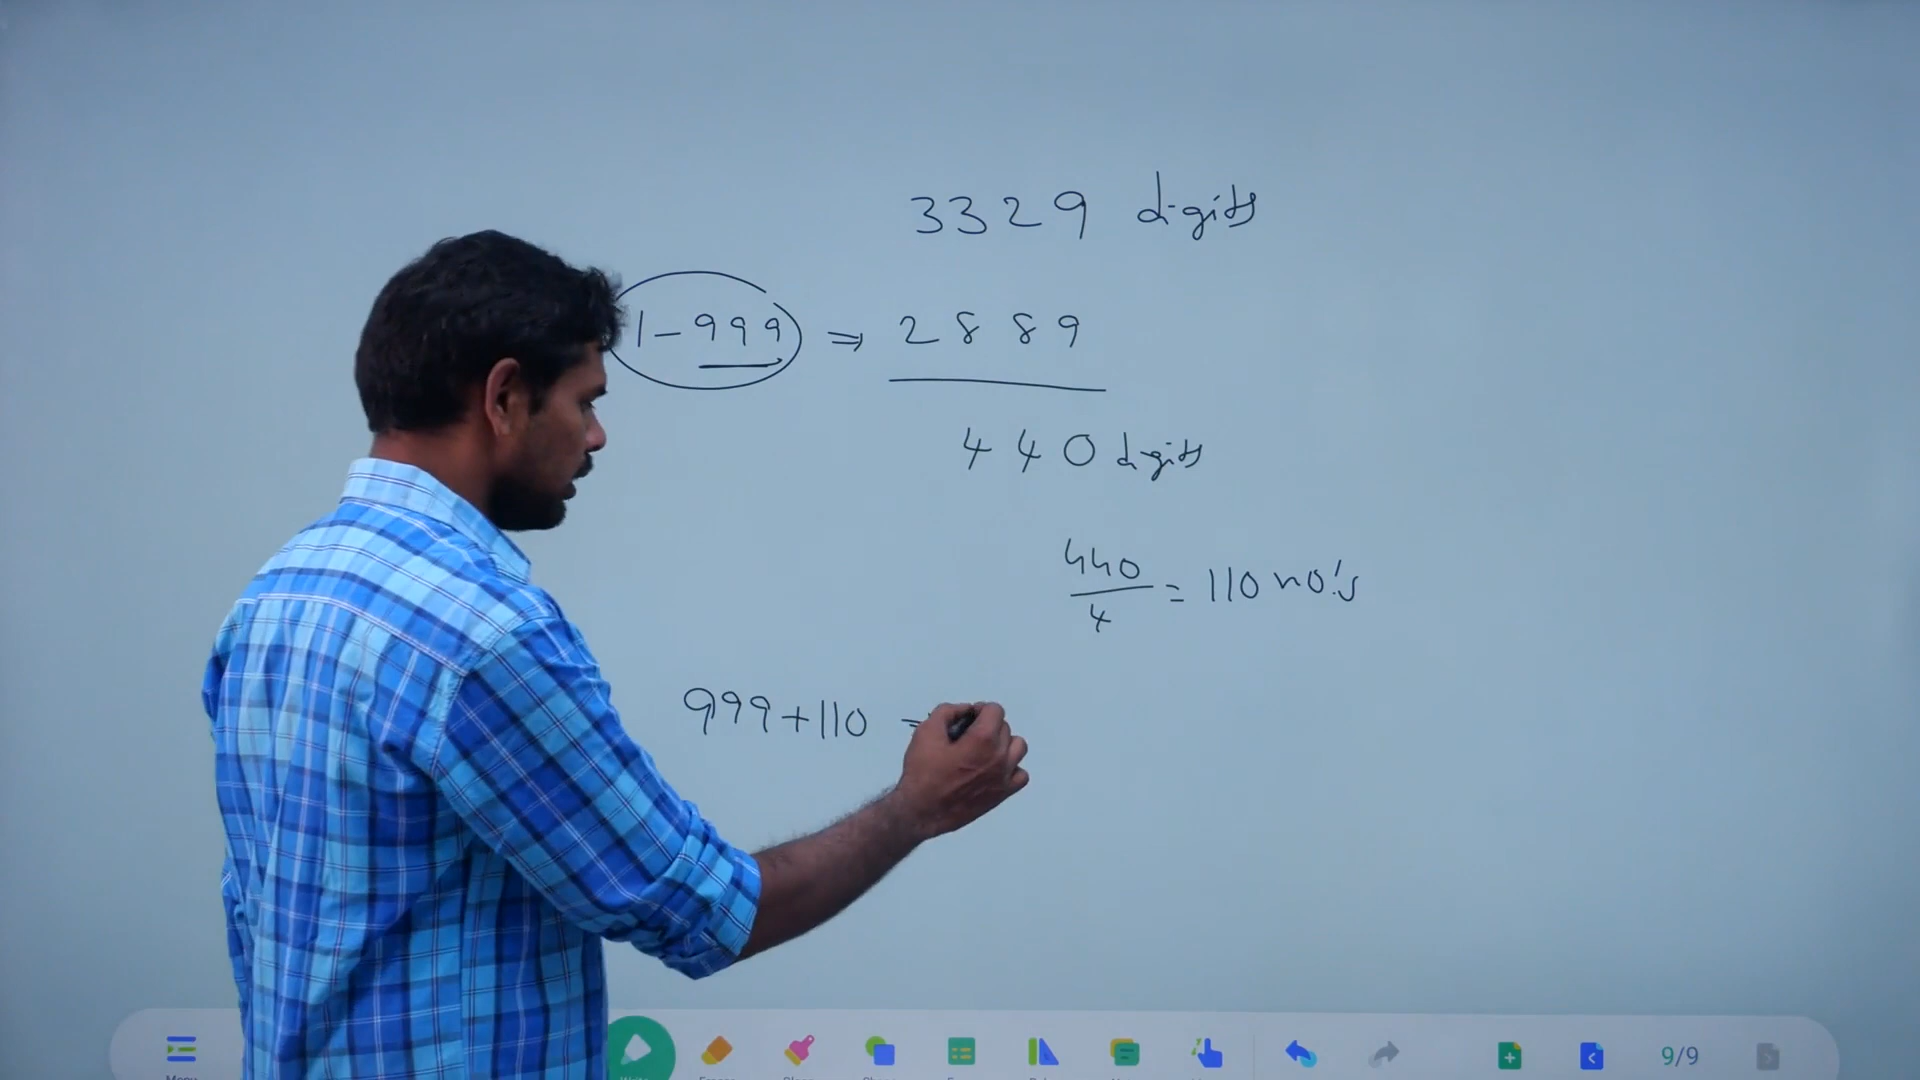 3329 digits
1-999 ⇒ 2889
440 digits
440/4 = 110 no.'s
999+110 =
9/9